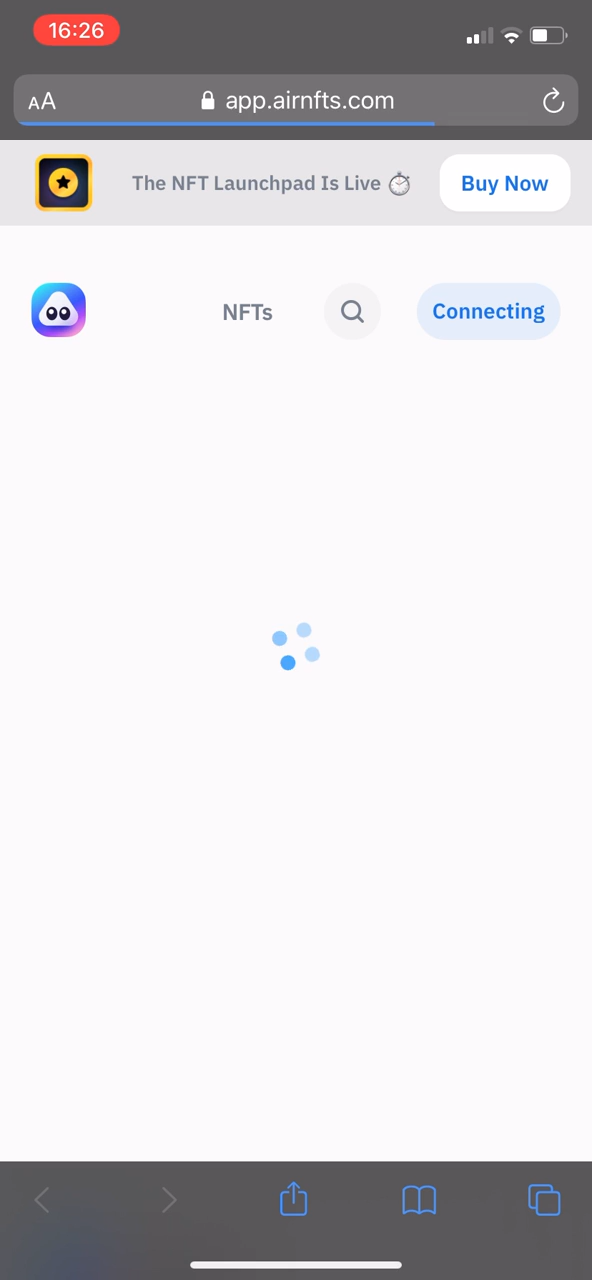 16:26
AA app.airnfts.com
The NFT Launchpad Is Live ⏱ Buy Now
NFTs Connecting